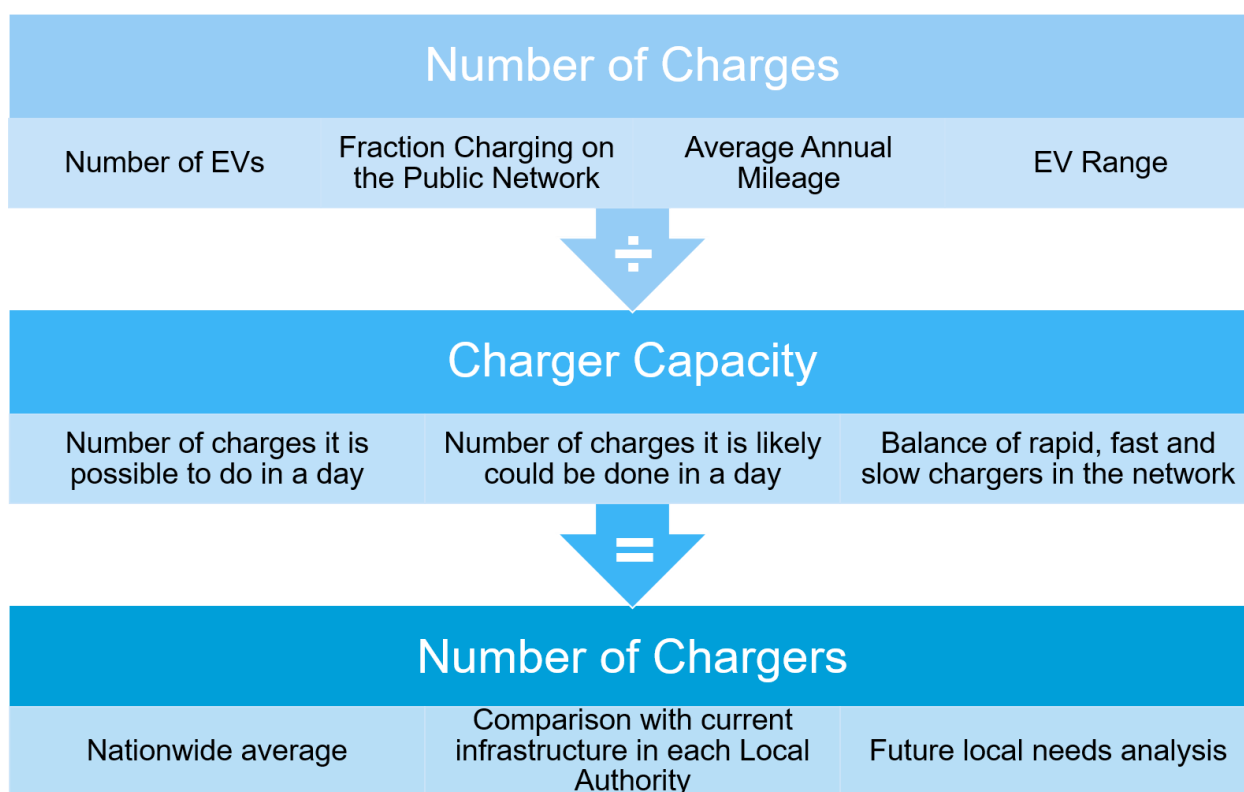 Number of Charges
Number of EVs
Fraction Charging on
the Public Network
Average Annual
Mileage
EV Range
÷
Charger Capacity
Number of charges it is
possible to do in a day
Number of charges it is likely
could be done in a day
Balance of rapid, fast and
slow chargers in the network
=
Number of Chargers
Nationwide average
Comparison with current
infrastructure in each Local
Authority
Future local needs analysis